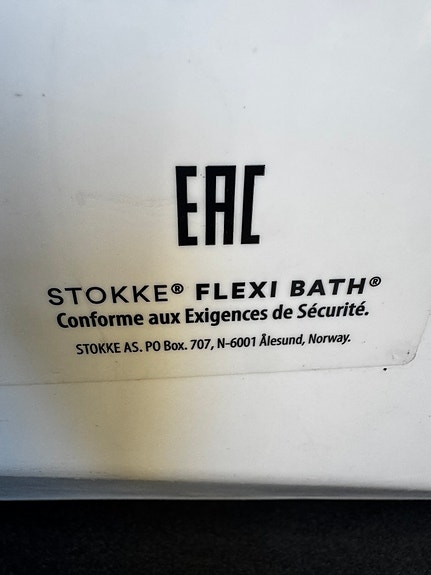 EAC
STOKKE® FLEXI BATH®
Conforme aux Exigences de Sécurité.
STOKKE AS. PO Box. 707, N-6001 Ålesund, Norway.